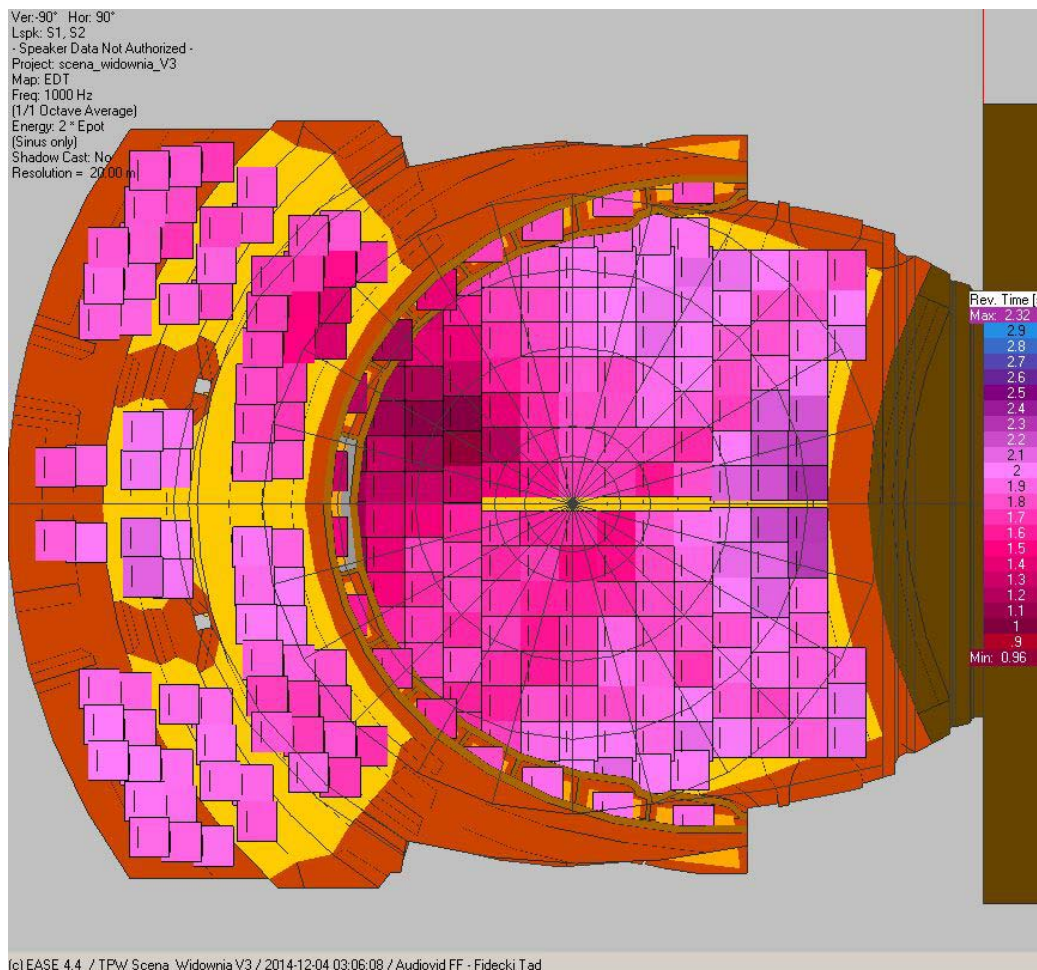 Ver:-90° Hor: 90°
Lspk: S1, S2
- Speaker Data Not Authorized -
Project: scena_widownia_V3
Map: EDT
Freq: 1000 Hz
(1/1 Octave Average)
Energy: 2 * Epot
(Sinus only)
Shadow Cast: No
Resolution = 20.00 m
Rev. Time [
Max: 2.32
2.9
2.8
2.7
2.6
2.5
2.4
2.3
2.2
2.1
2
1.9
1.8
1.7
1.6
1.5
1.4
1.3
1.2
1.1
1
.9
Min: 0.96
(c) EASE 4.4 / TPW Scena_Widownia V3 / 2014-12-04 03:06:08 / Audiovid FF - Fidecki Tad